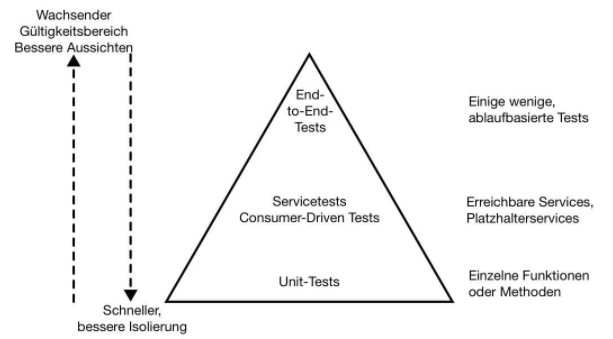 Wachsender
Gültigkeitsbereich
Bessere Aussichten
End-
to-End-
Tests
Einige wenige,
ablaufbasierte Tests
Servicetests
Consumer-Driven Tests
Erreichbare Services,
Platzhalterservices
Unit-Tests
Einzelne Funktionen
oder Methoden
Schneller,
bessere Isolierung